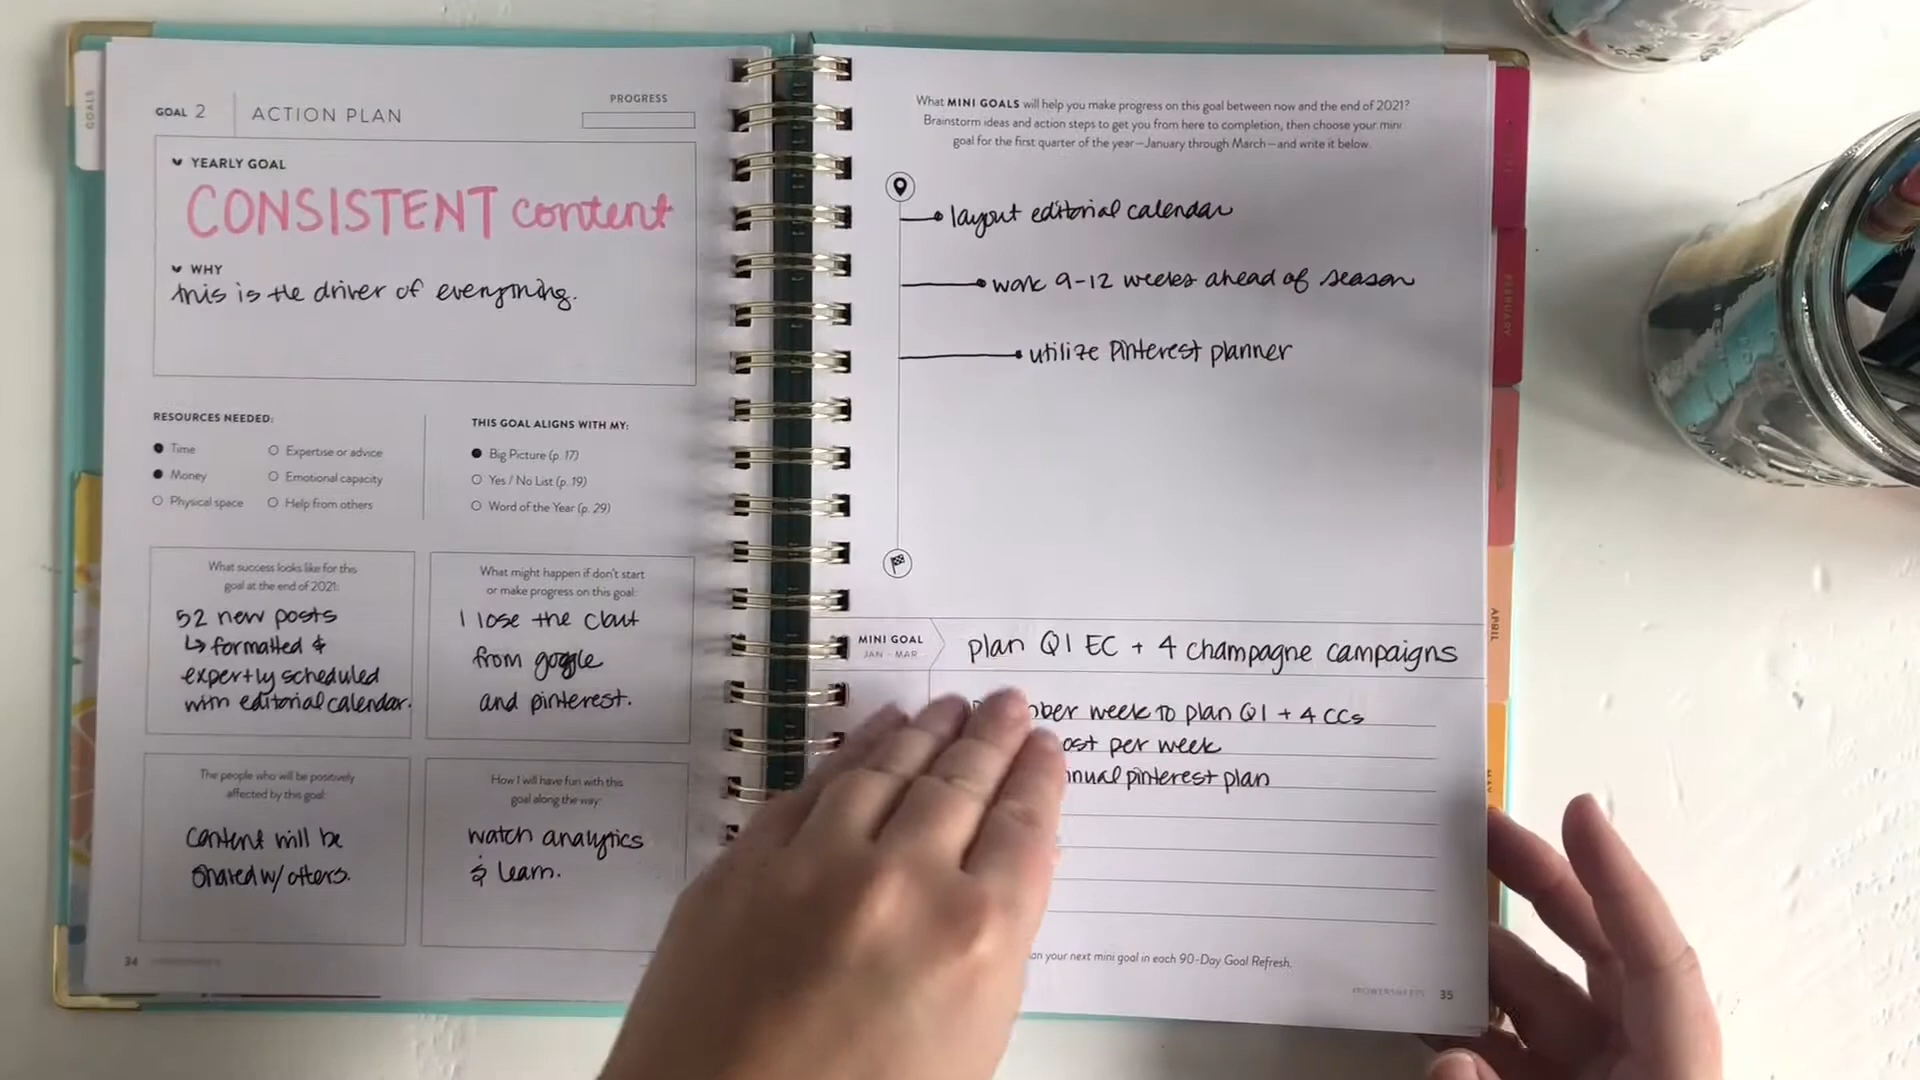 GOALS
GOAL 2
ACTION PLAN
PROGRESS
YEARLY GOAL
CONSISTENT content
WHY
this is the driver of everything.
RESOURCES NEEDED:
Time
Money
Physical space
Expertise or advice
Emotional capacity
Help from others
THIS GOAL ALIGNS WITH MY:
Big Picture (p. 17)
Yes / No List (p. 19)
Word of the Year (p. 29)
What success looks like for this
goal at the end of 2021:
52 new posts
↳ formatted &
expertly scheduled
with editorial calendar.
What might happen if don't start
or make progress on this goal:
I lose the clout
from google
and pinterest.
The people who will be positively
affected by this goal:
Content will be
shared w/ others.
How I will have fun with this
goal along the way:
watch analytics
& learn.
34
What MINI GOALS will help you make progress on this goal between now and the end of 2021?
Brainstorm ideas and action steps to get you from here to completion, then choose your mini
goal for the first quarter of the year—January through March—and write it below.
layout editorial calendar
work 9-12 weeks ahead of season
utilize Pinterest planner
MINI GOAL
JAN - MAR
plan Q1 EC + 4 champagne campaigns
week to plan Q1 + 4 CCs
per week
pinterest plan
your next mini goal in each 90-Day Goal Refresh.
#POWERSHEETS 35
FEBRUARY
APRIL
MAY